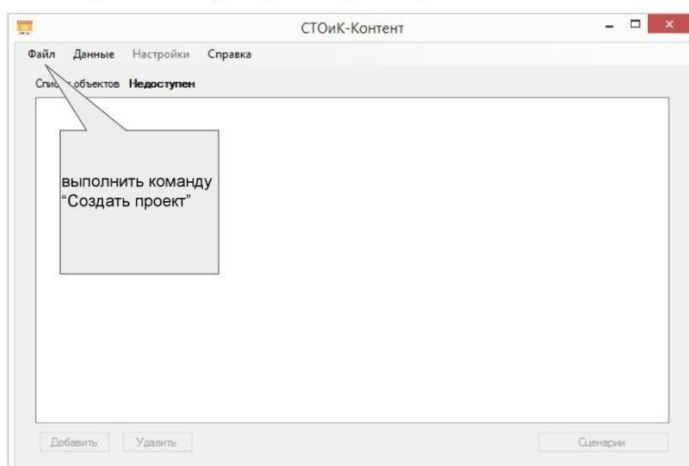 СТОиК-Контент
Файл Данные Настройки Справка
объектов Недоступен
выполнить команду
“Создать проект”
Добавить Удалить Сценарии